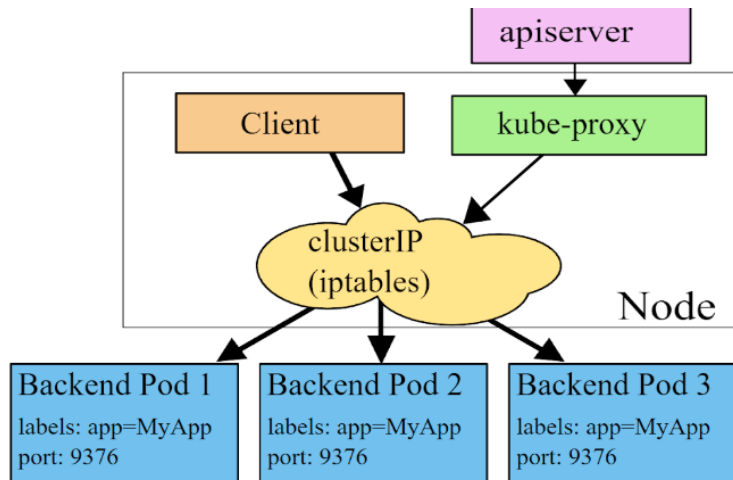 apiserver
Client
kube-proxy
clusterIP
(iptables)
Node
Backend Pod 1
labels: app=MyApp
port: 9376
Backend Pod 2
labels: app=MyApp
port: 9376
Backend Pod 3
labels: app=MyApp
port: 9376